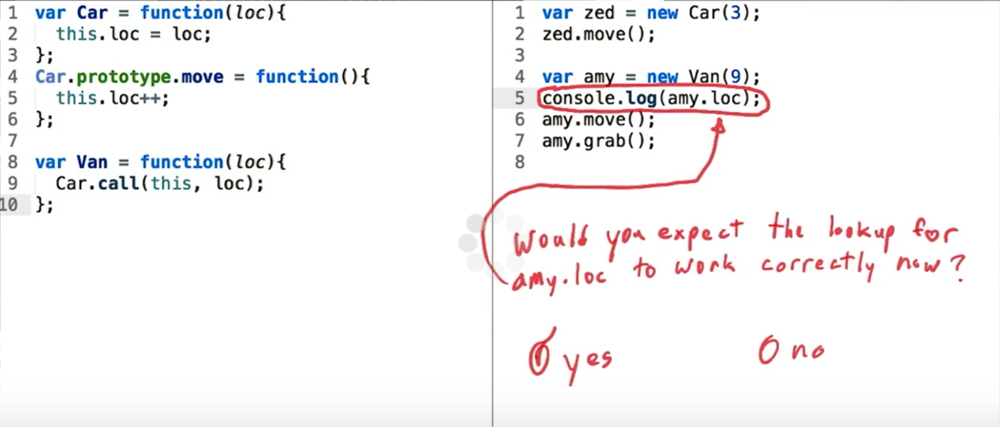 1 var Car = function(loc){
2 this.loc = loc;
3 };
4 Car.prototype.move = function(){
5 this.loc++;
6 };
7
8 var Van = function(loc){
9 Car.call(this, loc);
10 };
1 var zed = new Car(3);
2 zed.move();
3
4 var amy = new Van(9);
5 console.log(amy.loc);
6 amy.move();
7 amy.grab();
8
Would you expect the lookup for
amy.loc to work correctly now?
yes no